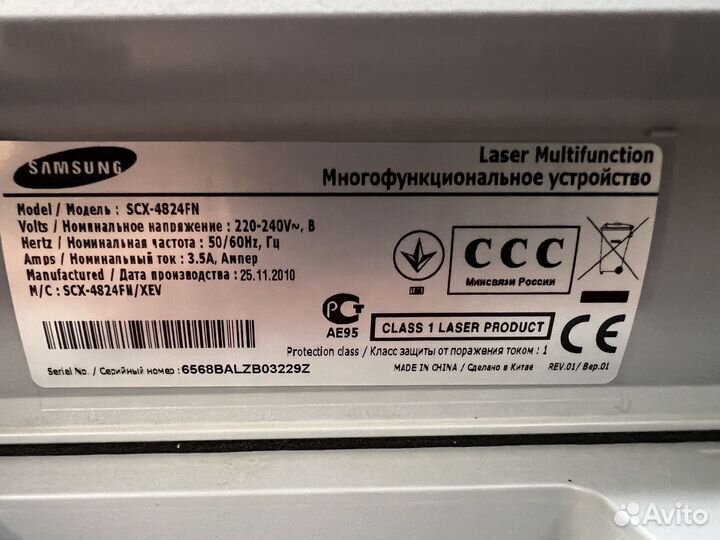 SAMSUNG
Laser Multifunction
Многофункциональное устройство
Model / Модель : SCX-4824FN
Volts / Номинальное напряжение : 220-240V~, В
Hertz / Номинальная частота : 50/60Hz, Гц
Amps / Номинальный ток : 3.5A, Ампер
Manufactured / Дата производства : 25.11.2010
M/C : SCX-4824FN/XEV
ССС
Минсвязи России
РСТ
АЕ95
CLASS 1 LASER PRODUCT
CE
Protection class / Класс защиты от поражения током : 1
Serial No. / Серийный номер : 6568BALZB03229Z
MADE IN CHINA / Сделано в Китае
REV.01/ Вер.01
Avito